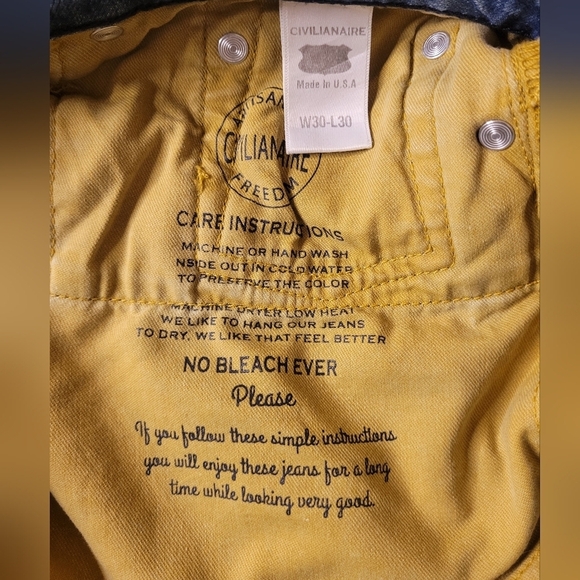 CIVILIANAIRE
Made in U.S.A
W30-L30
CIVILIANAIRE
FREEDOM
CARE INSTRUCTIONS
MACHINE OR HAND WASH
NSIDE OUT IN COLD WATER
TO PRESERVE THE COLOR
MACHINE DRYER LOW HEAT
WE LIKE TO HANG OUR JEANS
TO DRY, WE LIKE THAT FEEL BETTER
NO BLEACH EVER
Please
If you follow these simple instructions
you will enjoy these jeans for a long
time while looking very good.